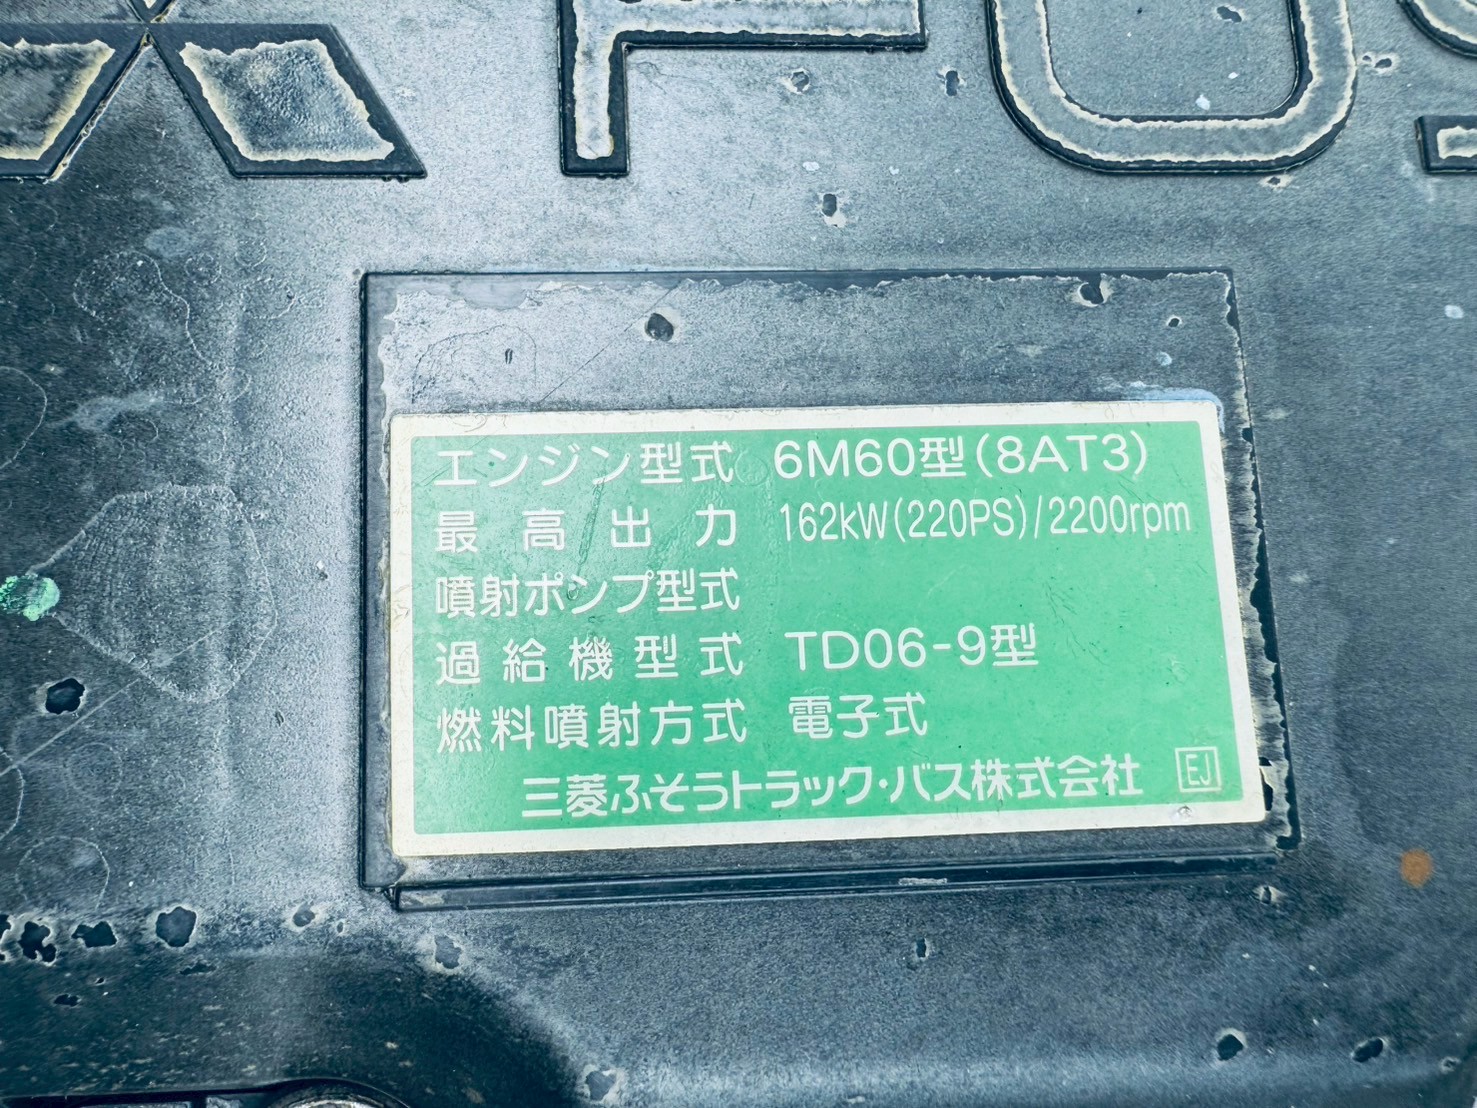 FUS
エンジン型式 6M60型(8AT3)
最高出力 162kW(220PS)/2200rpm
噴射ポンプ型式
過給機型式 TD06-9型
燃料噴射方式 電子式
三菱ふそうトラック・バス株式会社 EJ